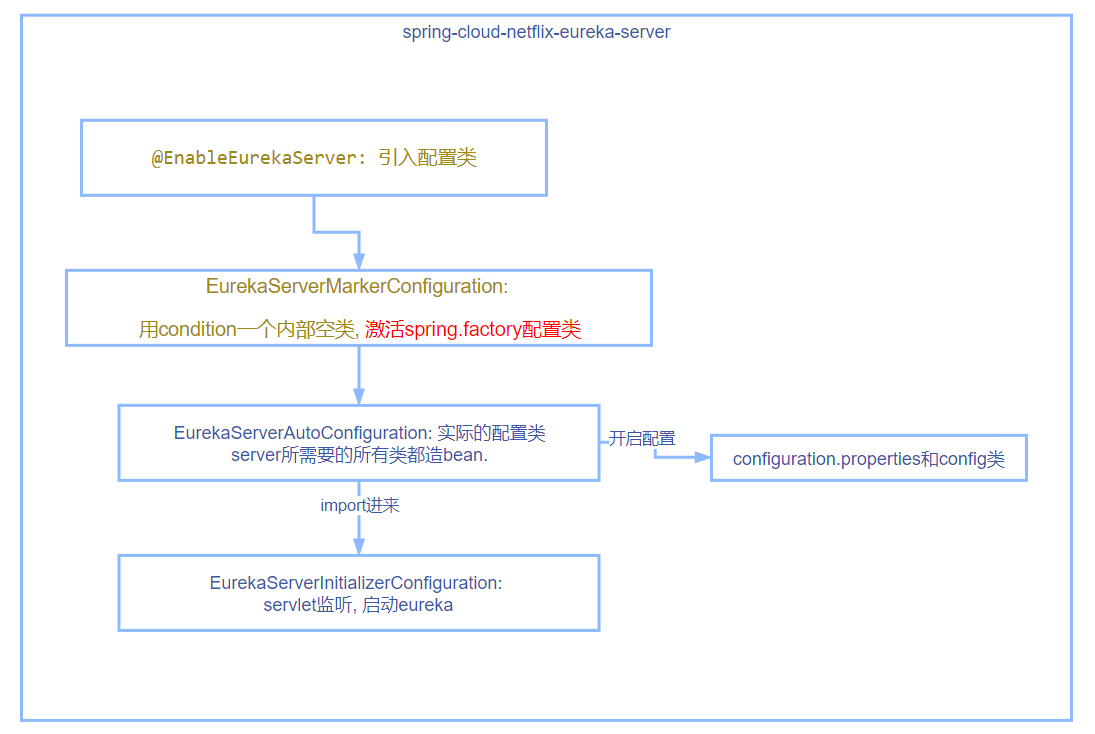 spring-cloud-netflix-eureka-server
@EnableEurekaServer: 引入配置类
EurekaServerMarkerConfiguration:
用condition一个内部空类, 激活spring.factory配置类
EurekaServerAutoConfiguration: 实际的配置类
server所需要的所有类都造bean.
开启配置
configuration.properties和config类
import进来
EurekaServerInitializerConfiguration:
servlet监听, 启动eureka